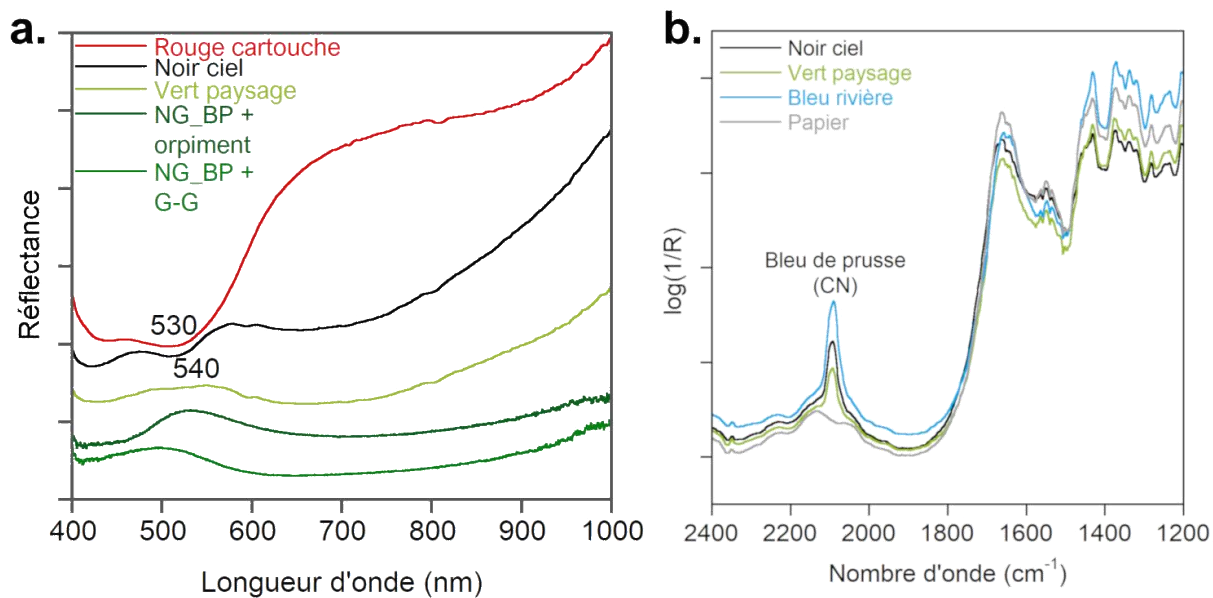 a.
Rouge cartouche
Noir ciel
Vert paysage
NG_BP +
orpiment
NG_BP +
G-G
530
540
Réflectance
400 500 600 700 800 900 1000
Longueur d'onde (nm)
b.
Noir ciel
Vert paysage
Bleu rivière
Papier
Bleu de prusse
(CN)
log(1/R)
2400 2200 2000 1800 1600 1400 1200
Nombre d'onde (cm⁻¹)